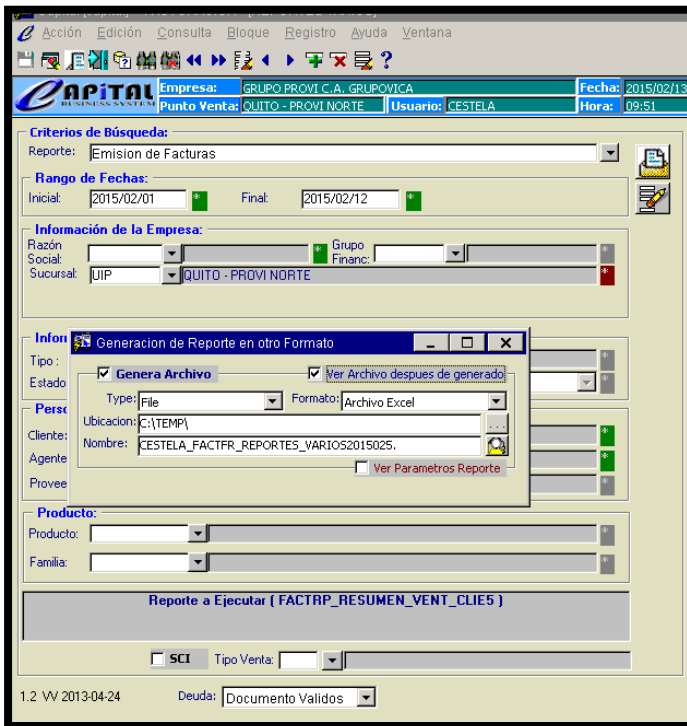 Acción Edición Consulta Bloque Registro Ayuda Ventana
CAPITAL BUSINESS SYSTEM
Empresa: GRUPO PROVI C.A. GRUPOVICA Fecha: 2015/02/13
Punto Venta: QUITO - PROVI NORTE Usuario: CESTELA Hora: 09:51
Criterios de Búsqueda:
Reporte: Emision de Facturas
Rango de Fechas:
Inicial: 2015/02/01 * Final: 2015/02/12 *
Información de la Empresa:
Razón Social: * Grupo Financ: *
Sucursal: UIP QUITO - PROVI NORTE *
Generacion de Reporte en otro Formato
Tipo : *
Genera Archivo Ver Archivo despues de generado
Estado *
Type: File Formato: Archivo Excel
Ubicacion: C:\TEMP\ ...
Cliente: *
Nombre: CESTELA_FACTFR_REPORTES_VARIOS2015025.
Agente *
Ver Parametros Reporte
Provee *
Producto:
Producto: *
Familia: *
Reporte a Ejecutar ( FACTRP_RESUMEN_VENT_CLIE5 )
SCI Tipo Venta:
1.2 VV 2013-04-24 Deuda: Documento Validos